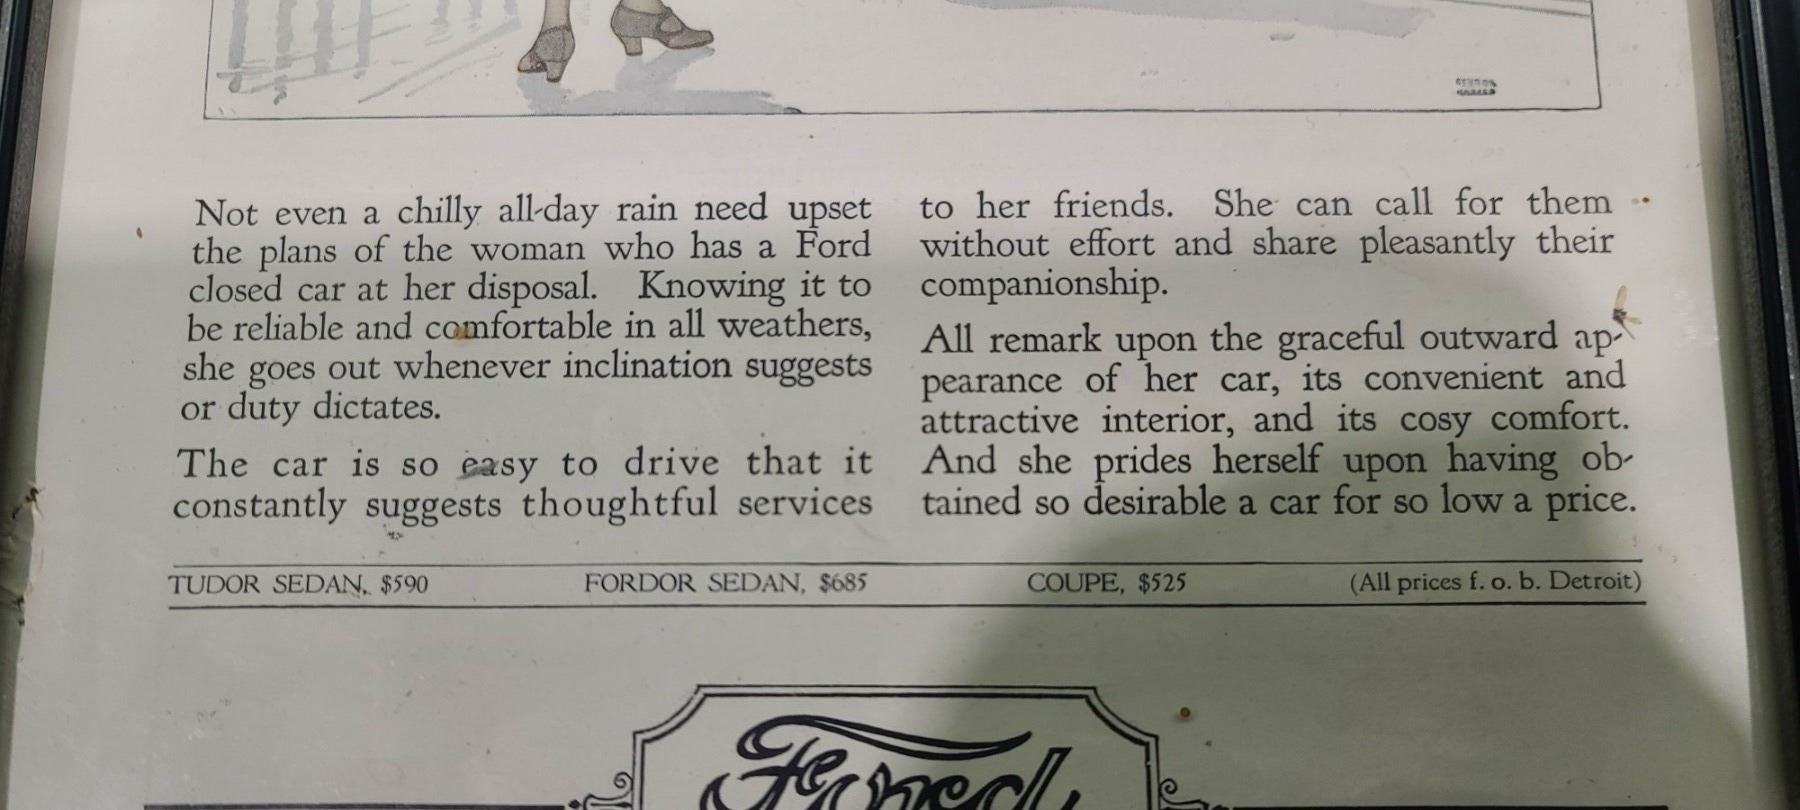 Not even a chilly all-day rain need upset
the plans of the woman who has a Ford
closed car at her disposal. Knowing it to
be reliable and comfortable in all weathers,
she goes out whenever inclination suggests
or duty dictates.
The car is so easy to drive that it
constantly suggests thoughtful services
to her friends. She can call for them
without effort and share pleasantly their
companionship.
All remark upon the graceful outward ap-
pearance of her car, its convenient and
attractive interior, and its cosy comfort.
And she prides herself upon having ob-
tained so desirable a car for so low a price.
TUDOR SEDAN, $590 FORDOR SEDAN, $685 COUPE, $525 (All prices f. o. b. Detroit)
Ford